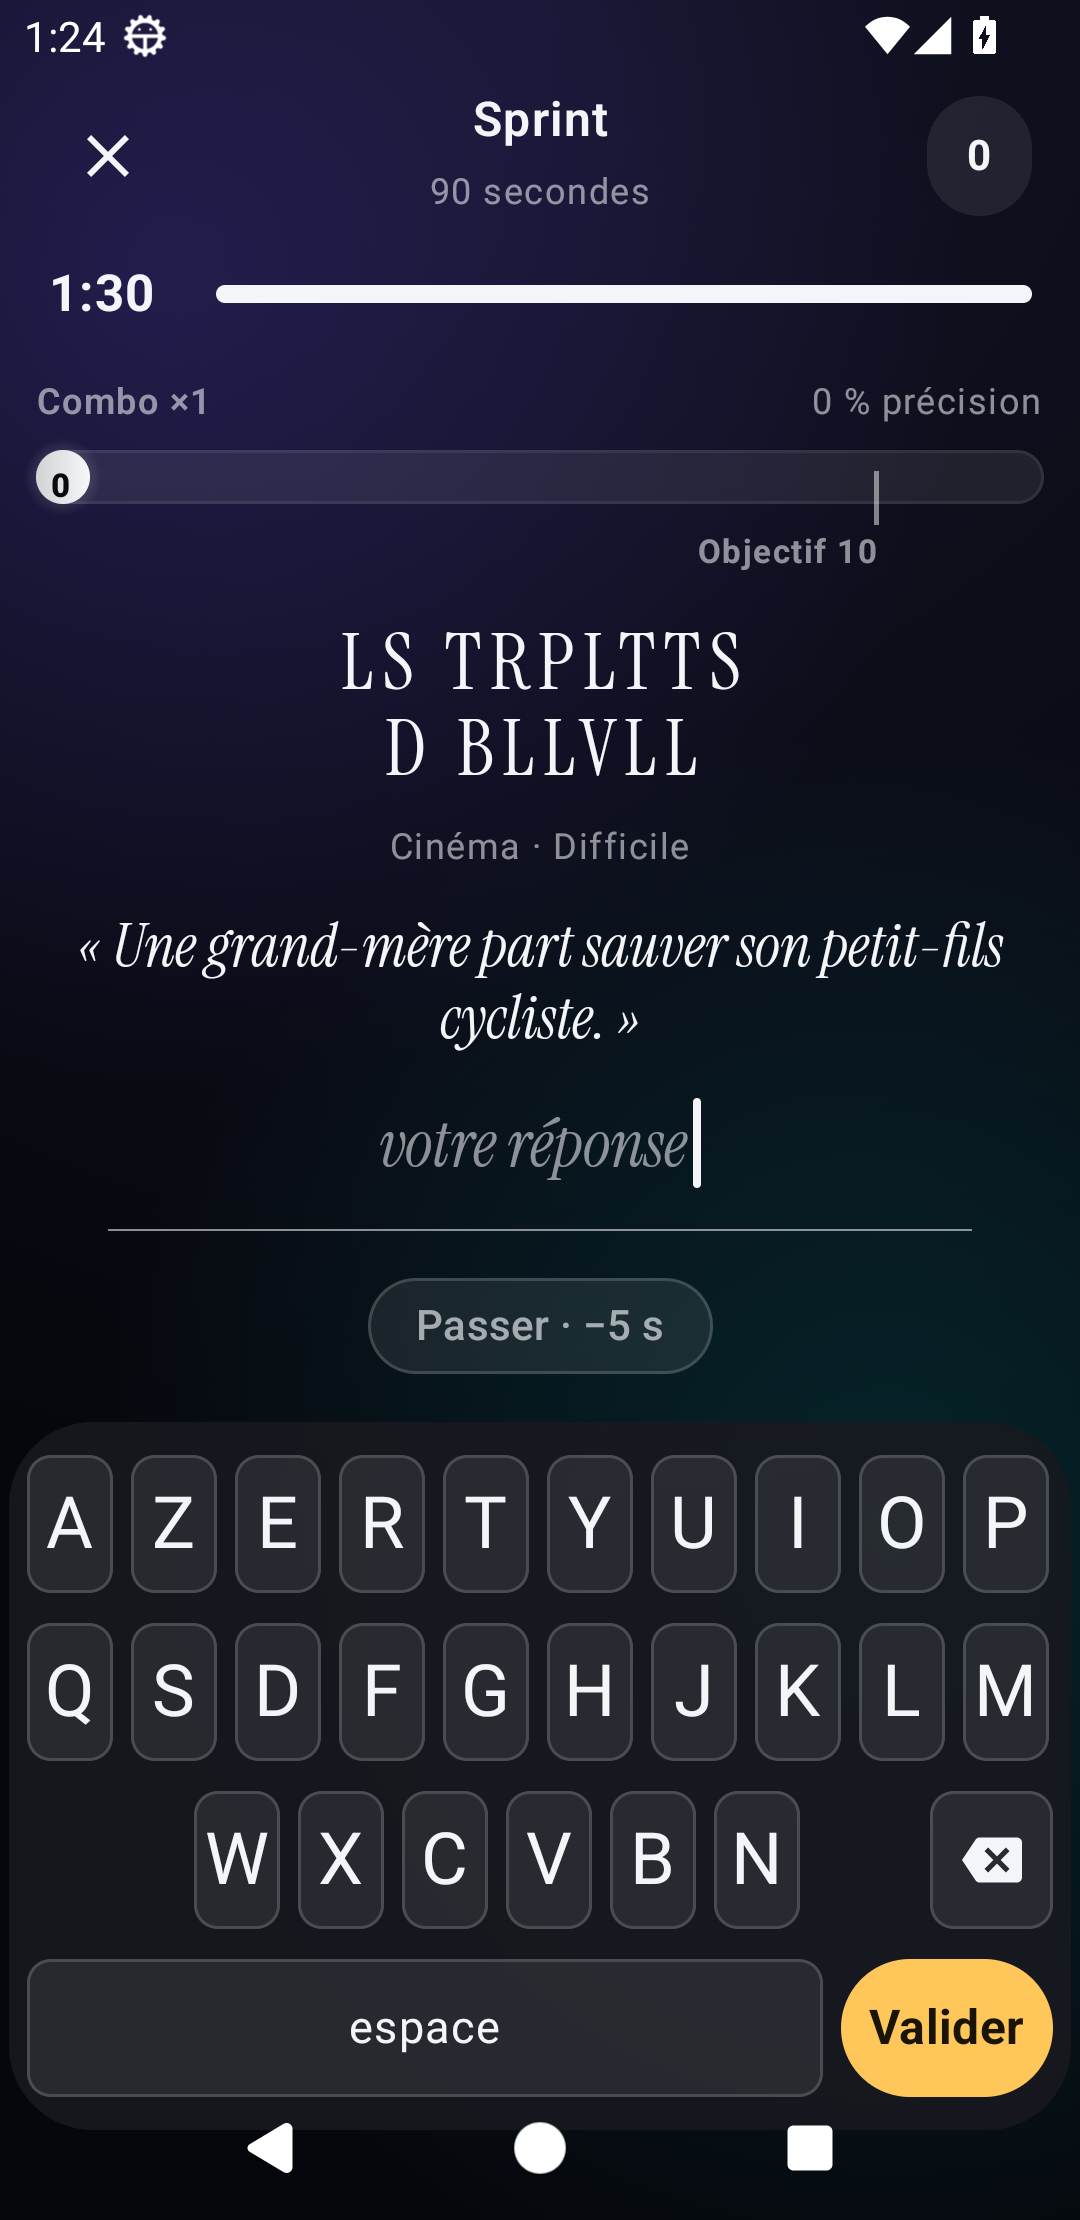 1:24
Sprint
90 secondes
0
1:30
Combo ×1
0 % précision
0
Objectif 10
LS TRPLTTS
D BLLVLL
Cinéma · Difficile
« Une grand-mère part sauver son petit-fils
cycliste. »
votre réponse
Passer · −5 s
A Z E R T Y U I O P
Q S D F G H J K L M
W X C V B N
espace
Valider